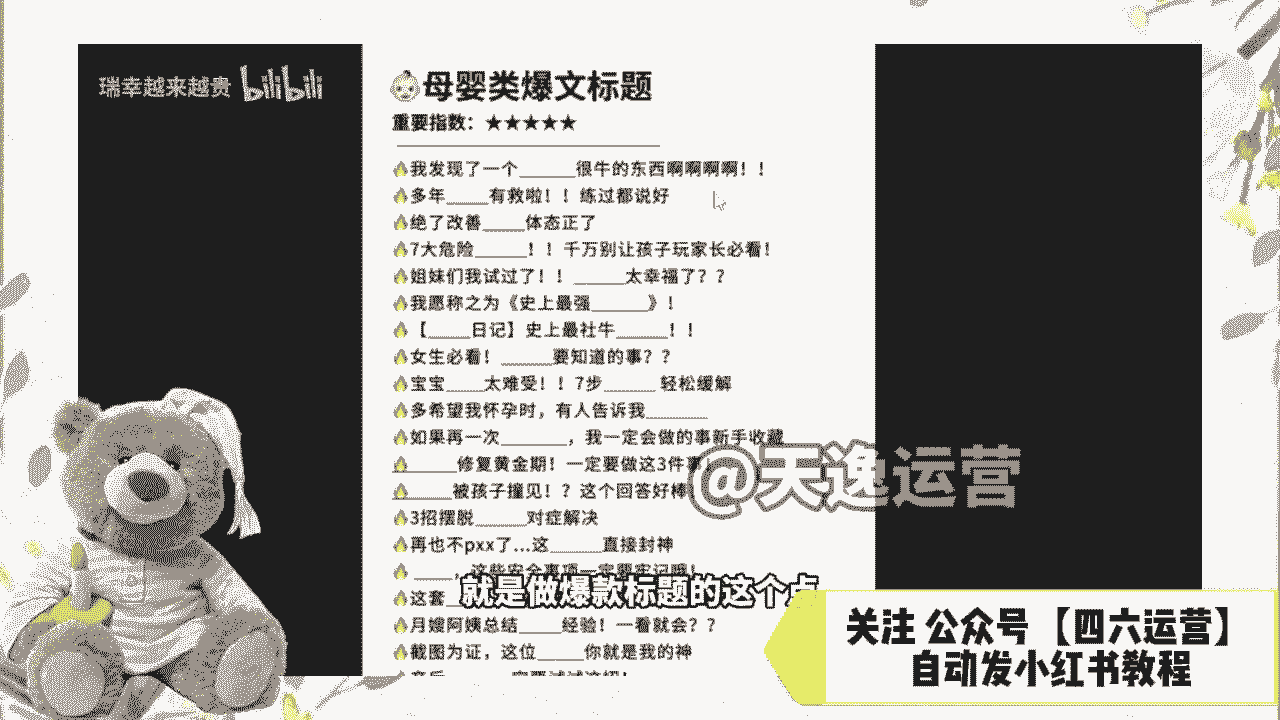 瑞幸越来越贵 bilibili
母婴类爆文标题
重要指数：★★★★★
我发现了一个______很牛的东西啊啊啊啊！！
多年_____有救啦！！练过都说好
绝了改善_____体态正了
7大危险______！！千万别让孩子玩家长必看！
姐妹们我试过了！！______太幸福了？？
我愿称之为《史上最强______》！
【_____日记】史上最社牛______！！
女生必看！______要知道的事？？
宝宝_____太难受！！7步______ 轻松缓解
多希望我怀孕时，有人告诉我_______
如果再一次_______，我一定会做的事新手收藏
_______修复黄金期！一定要做这3件事
______被孩子撞见！？这个回答好棒
@天逸运营
3招摆脱______对症解决
再也不pxx了...这______直接封神
_____，这些安全事项一定要牢记哦！
这套
就是做爆款标题的这个点
月嫂阿姨总结_____经验！一看就会？？
截图为证，这位_____你就是我的神
关注 公众号 【四六运营】
自动发小红书教程